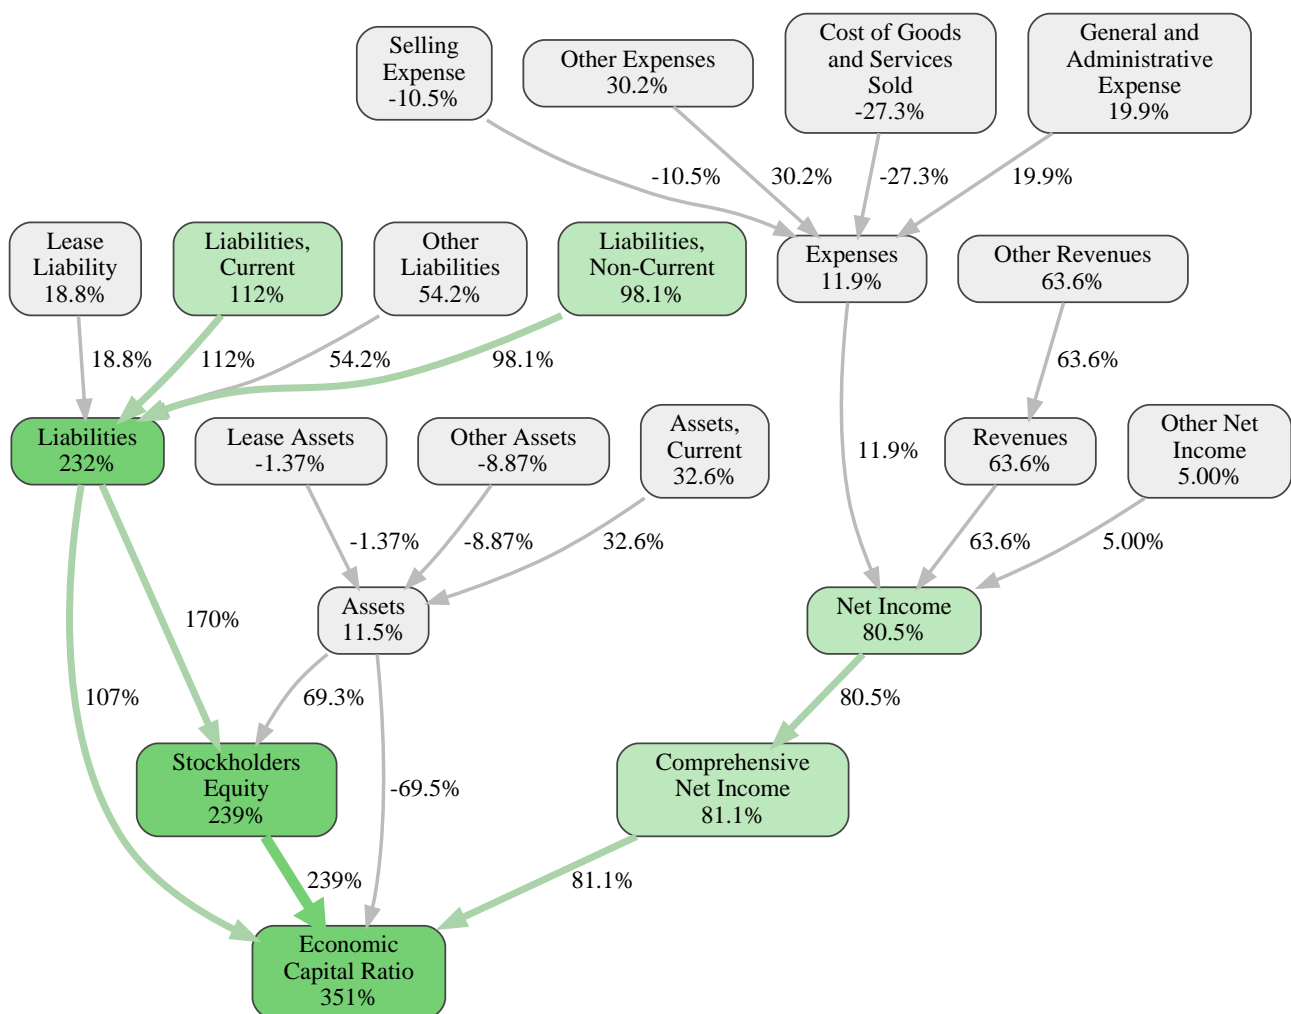 Selling
Expense
-10.5%
Other Expenses
30.2%
Cost of Goods
and Services
Sold
-27.3%
General and
Administrative
Expense
19.9%
-10.5%
30.2%
-27.3%
19.9%
Lease
Liability
18.8%
Liabilities,
Current
112%
Other
Liabilities
54.2%
Liabilities,
Non-Current
98.1%
Expenses
11.9%
Other Revenues
63.6%
18.8%
112%
54.2%
98.1%
63.6%
Liabilities
232%
Lease Assets
-1.37%
Other Assets
-8.87%
Assets,
Current
32.6%
11.9%
Revenues
63.6%
Other Net
Income
5.00%
-1.37%
-8.87%
32.6%
63.6%
5.00%
170%
Assets
11.5%
Net Income
80.5%
107%
69.3%
80.5%
Stockholders
Equity
239%
-69.5%
Comprehensive
Net Income
81.1%
239%
81.1%
Economic
Capital Ratio
351%